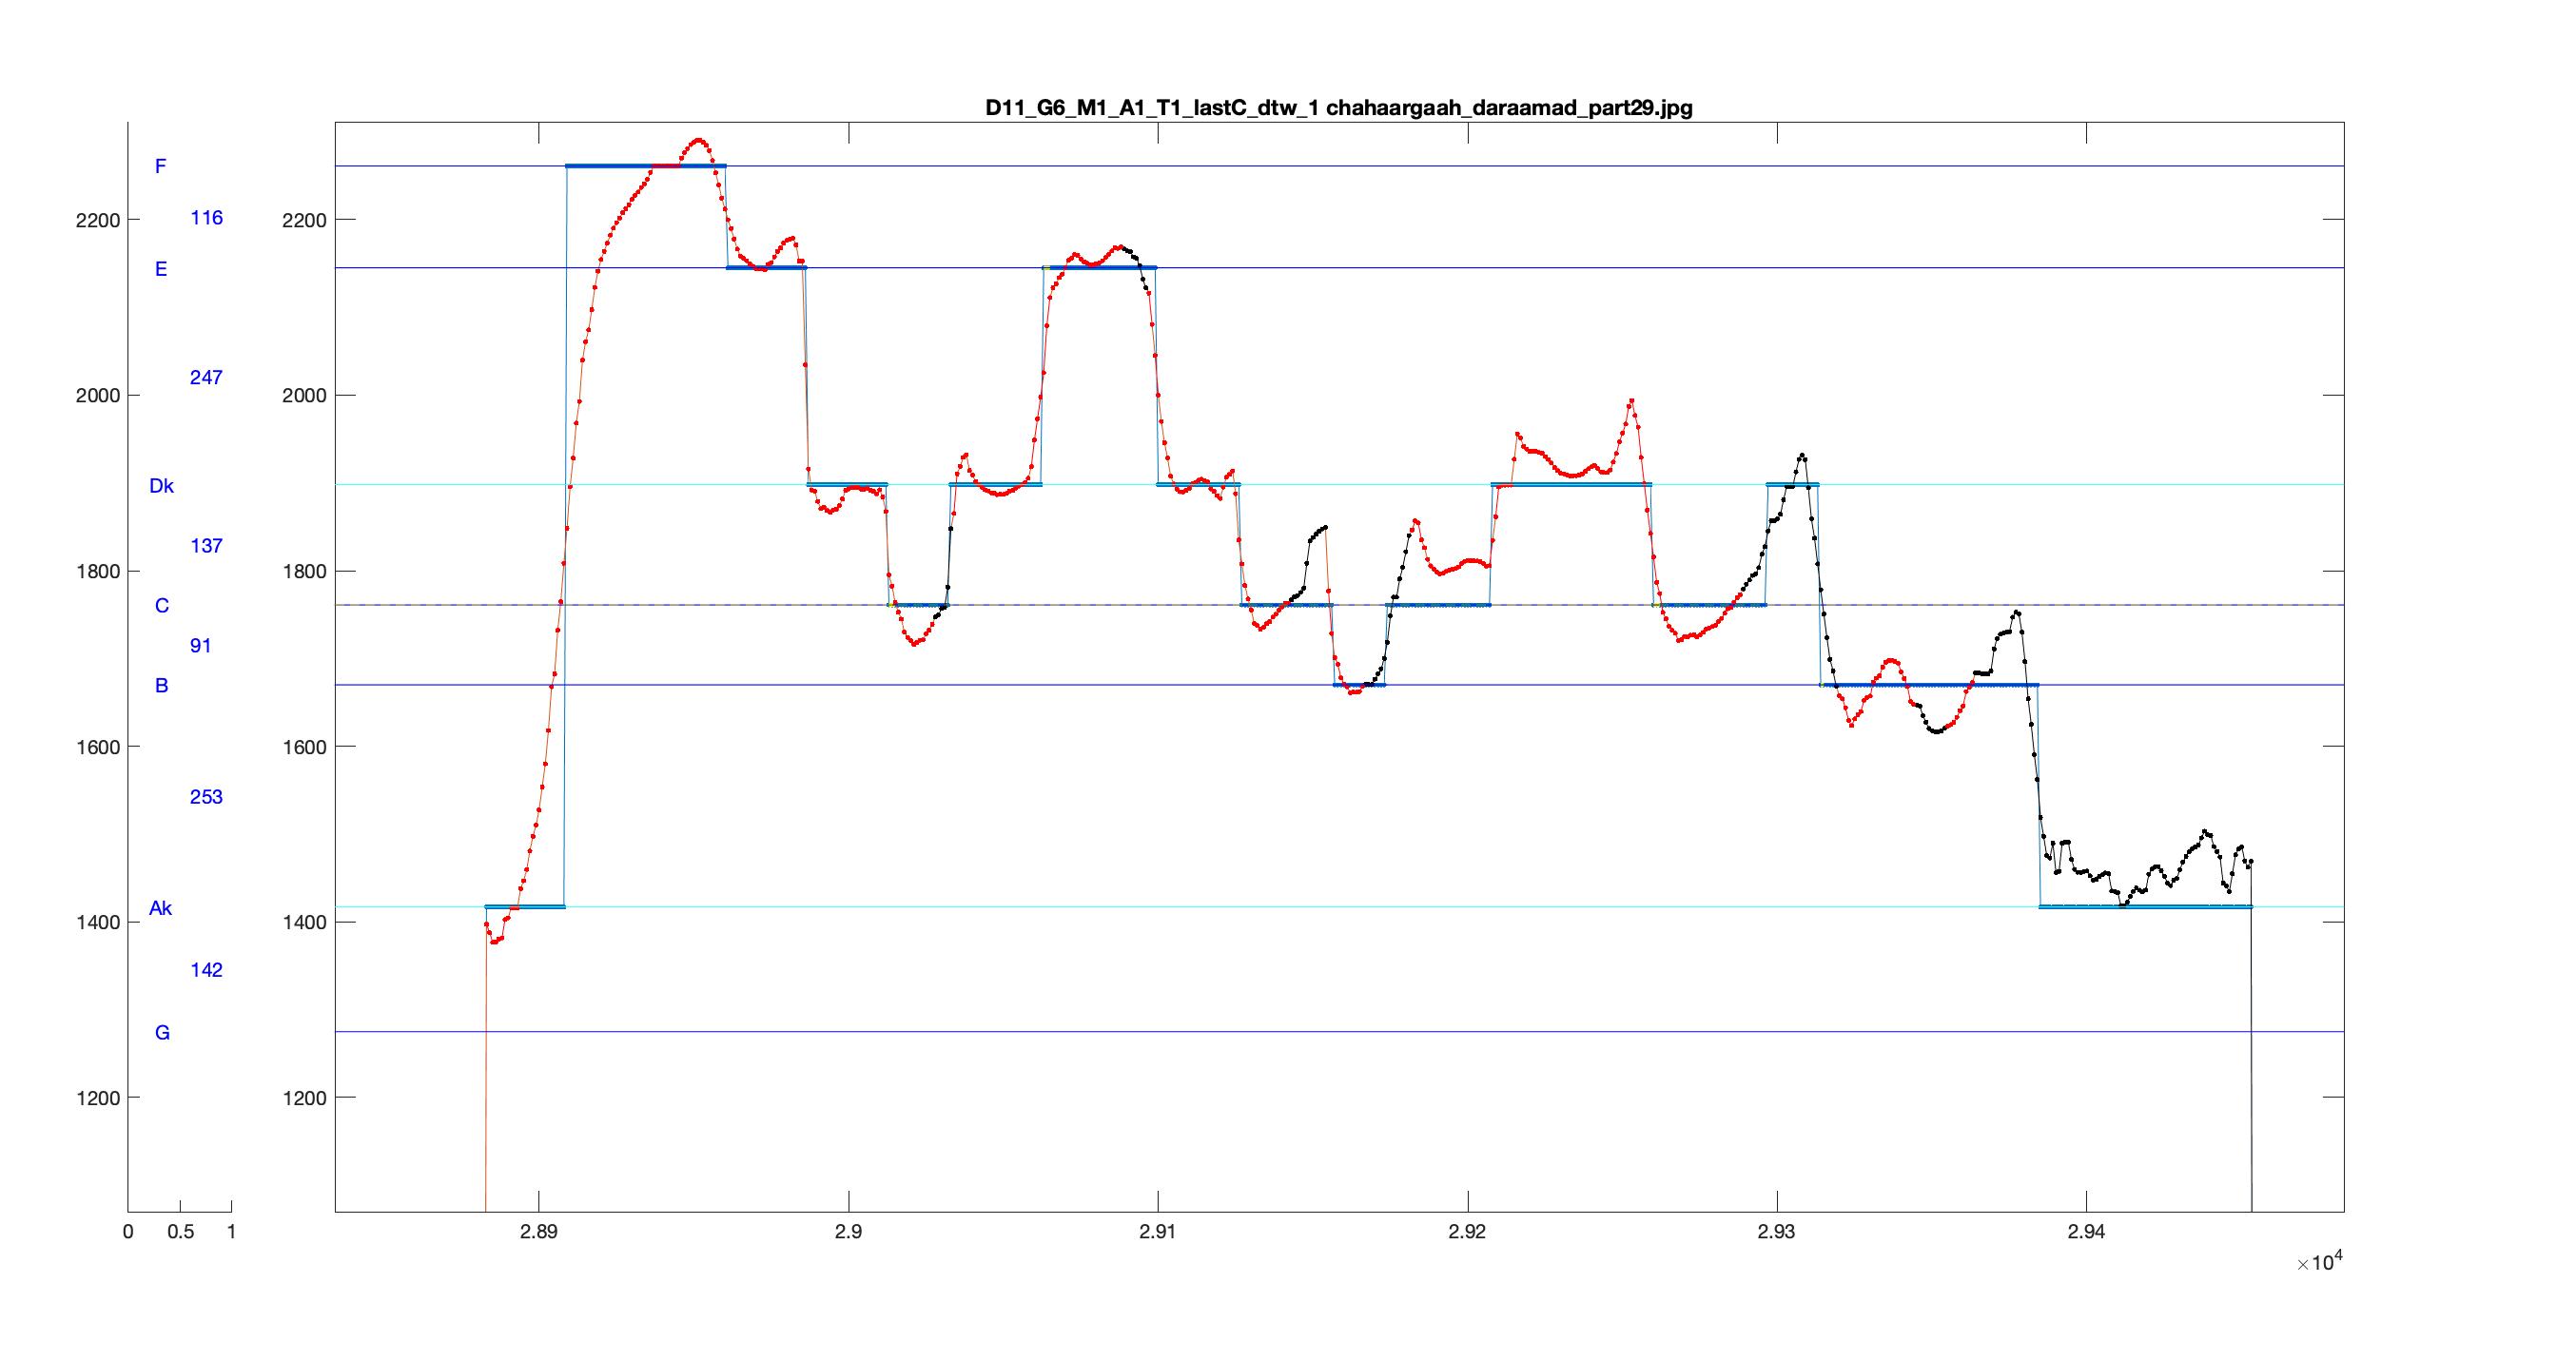 D11_G6_M1_A1_T1_lastC_dtw_1 chahaargaah_daraamad_part29.jpg
F
2200 116 2200
E
247
2000 2000
Dk
137
1800 1800
C
91
B
1600 1600
253
Ak
1400 1400
142
G
1200 1200
0 0.5 1 2.89 2.9 2.91 2.92 2.93 2.94
×10⁴